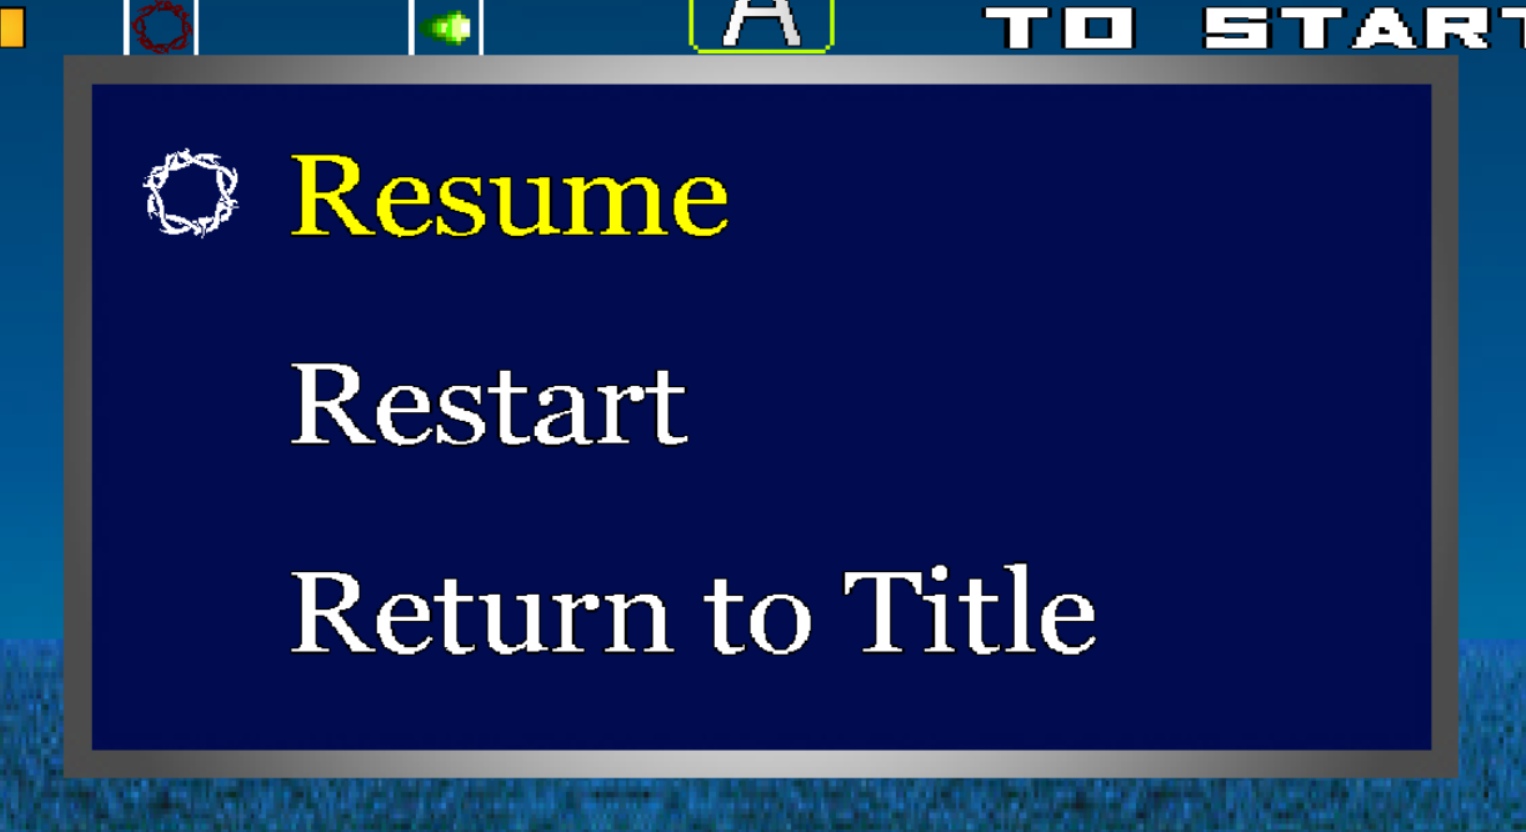 A TO START
Resume
Restart
Return to Title